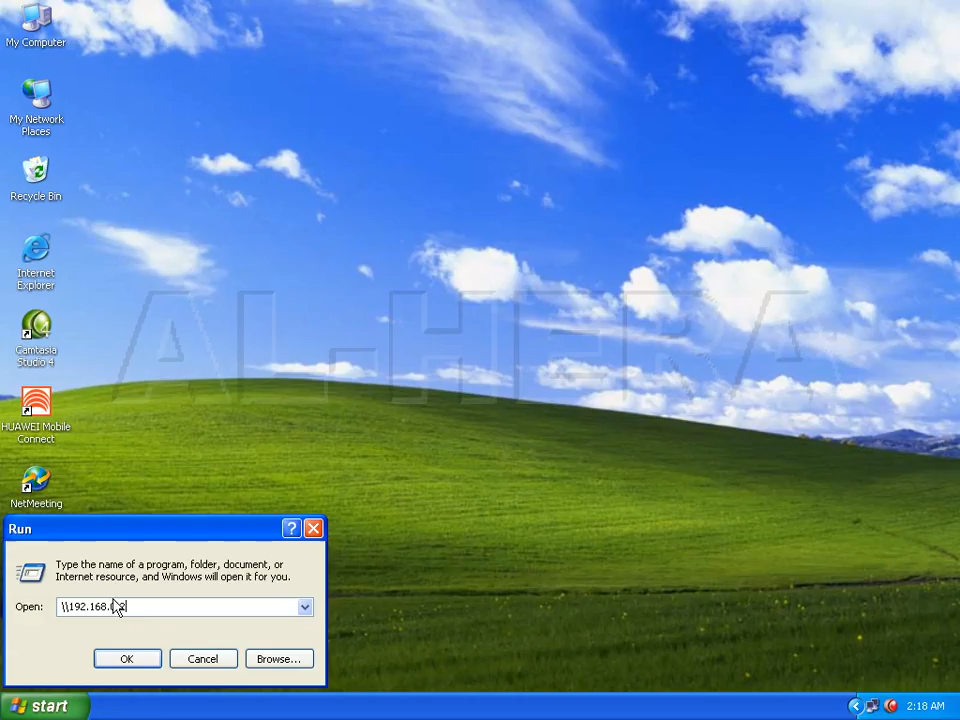 My Computer
My Network
Places
Recycle Bin
Internet
Explorer
AL-HERA
Camtasia
Studio 4
HUAWEI Mobile
Connect
NetMeeting
Run
Type the name of a program, folder, document, or
Internet resource, and Windows will open it for you.
Open:
OK
Cancel
Browse...
start
2:18 AM